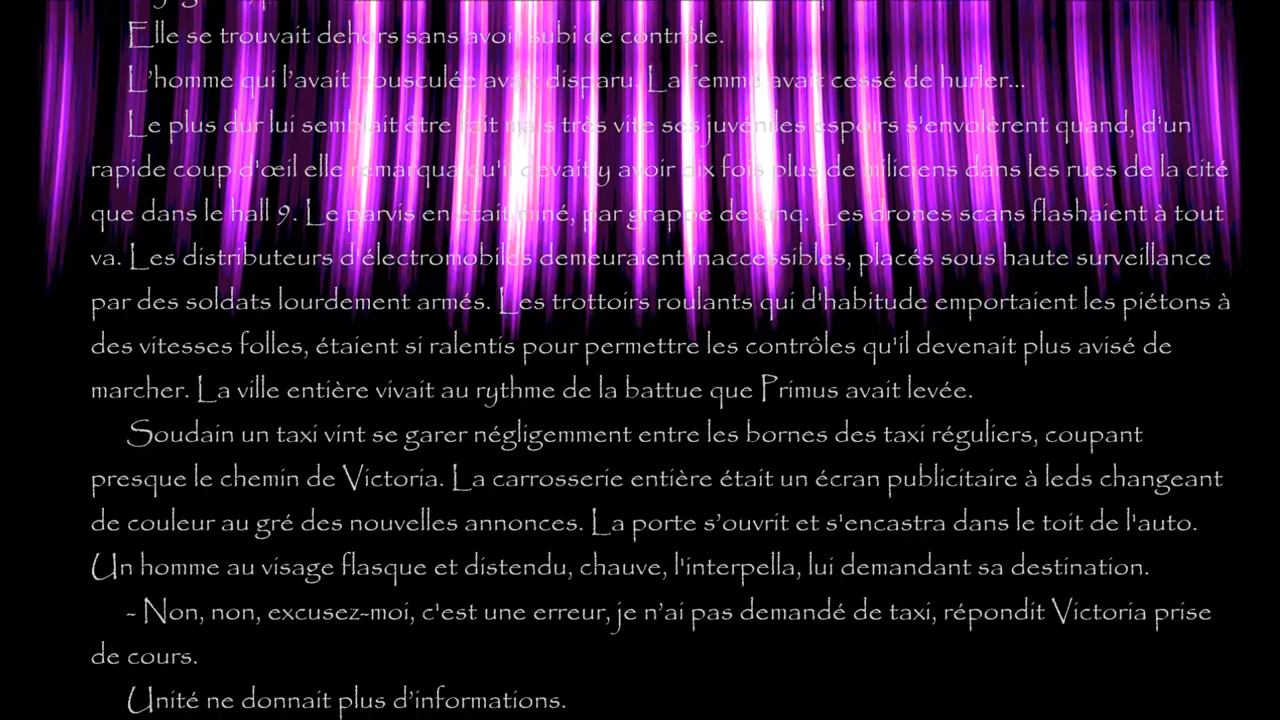 Elle se trouvait dehors sans avoir subi de contrôle.
L'homme qui l'avait bousculée avait disparu. La femme avait cessé de hurler...
Le plus dur lui semblait être fait mais très vite ses juvéniles espoirs s'envolèrent quand, d'un
rapide coup d'œil elle remarqua qu'il devait y avoir dix fois plus de miliciens dans les rues de la cité
que dans le hall 9. Le parvis en était miné, par grappe de cinq. Les drones scans flashaient à tout
va. Les distributeurs d'électromobiles demeuraient inaccessibles, placés sous haute surveillance
par des soldats lourdement armés. Les trottoirs roulants qui d'habitude emportaient les piétons à
des vitesses folles, étaient si ralentis pour permettre les contrôles qu'il devenait plus avisé de
marcher. La ville entière vivait au rythme de la battue que Primus avait levée.
Soudain un taxi vint se garer négligemment entre les bornes des taxi réguliers, coupant
presque le chemin de Victoria. La carrosserie entière était un écran publicitaire à leds changeant
de couleur au gré des nouvelles annonces. La porte s'ouvrit et s'encastra dans le toit de l'auto.
Un homme au visage flasque et distendu, chauve, l'interpella, lui demandant sa destination.
- Non, non, excusez-moi, c'est une erreur, je n'ai pas demandé de taxi, répondit Victoria prise
de cours.
Unité ne donnait plus d'informations.